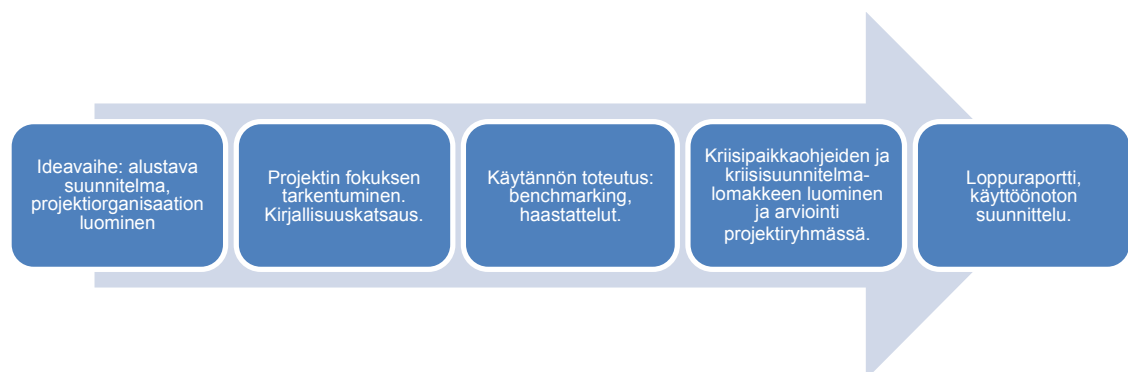 Ideavaihe: alustava
suunnitelma,
projektiorganisaation
luominen
Projektin fokuksen
tarkentuminen.
Kirjallisuuskatsaus.
Käytännön toteutus:
benchmarking,
haastattelut.
Kriisipaikkaohjeiden ja
kriisisuunnitelma-
lomakkeen luominen
ja arviointi
projektiryhmässä.
Loppuraportti,
käyttöönoton
suunnittelu.